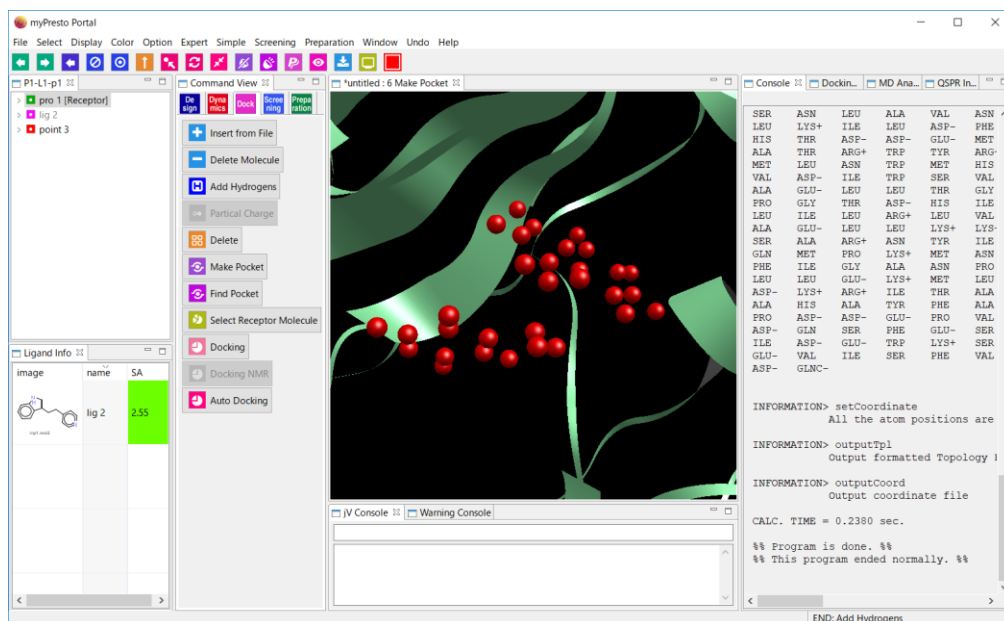 myPresto Portal
File Select Display Color Option Expert Simple Screening Preparation Window Undo Help
P1-L1-p1
pro 1 [Receptor]
lig 2
point 3
Ligand Info
image name SA
lig 2 2.55
Command View
De sign
Dyna mics
Dock
Scree ning
Prepa ration
Insert from File
Delete Molecule
Add Hydrogens
Partical Charge
Delete
Make Pocket
Find Pocket
Select Receptor Molecule
Docking
Docking NMR
Auto Docking
*untitled : 6 Make Pocket
jV Console Warning Console
Console Dockin... MD Ana... QSPR In...
SER ASN LEU ALA VAL ASN
LEU LYS+ ILE LEU ASP- PHE
HIS THR ASP- ASP- GLU- MET
ALA THR ARG+ TRP TYR ARG-
MET LEU ASN TRP MET HIS
VAL ASP- ILE TRP SER VAL
ALA GLU- LEU LEU THR GLY
PRO GLY THR ASP- HIS ILE
LEU ILE LEU ARG+ LEU VAL
ALA GLU- LEU LEU LYS+ LYS-
SER ALA ARG+ ASN TYR ILE
GLN MET PRO LYS+ MET ASN
PHE ILE GLY ALA ASN PRO
LEU LEU GLU- LYS+ MET LEU
ASP- LYS+ ARG+ ILE THR ALA
ALA HIS ALA TYR PHE ALA
PRO ASP- ASP- GLU- PRO VAL
ASP- GLN SER PHE GLU- SER
ILE ASP- GLU- TRP LYS+ SER
GLU- VAL ILE SER PHE VAL
ASP- GLNC-
INFORMATION> setCoordinate
All the atom positions are
INFORMATION> outputTpl
Output formatted Topology
INFORMATION> outputCoord
Output coordinate file
CALC. TIME = 0.2380 sec.
%% Program is done. %%
%% This program ended normally. %%
END: Add Hydrogens